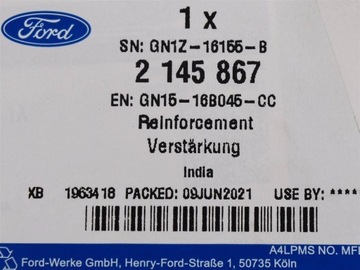 Ford
1 x
SN: GN1Z-16155-B
2 145 867
EN: GN15-16B045-CC
Reinforcement
Verstärkung
India
XB 1963418 PACKED: 09JUN2021 USE BY: ****
A4LPMS NO. MFI
Ford-Werke GmbH, Henry-Ford-Straße 1, 50735 Köln